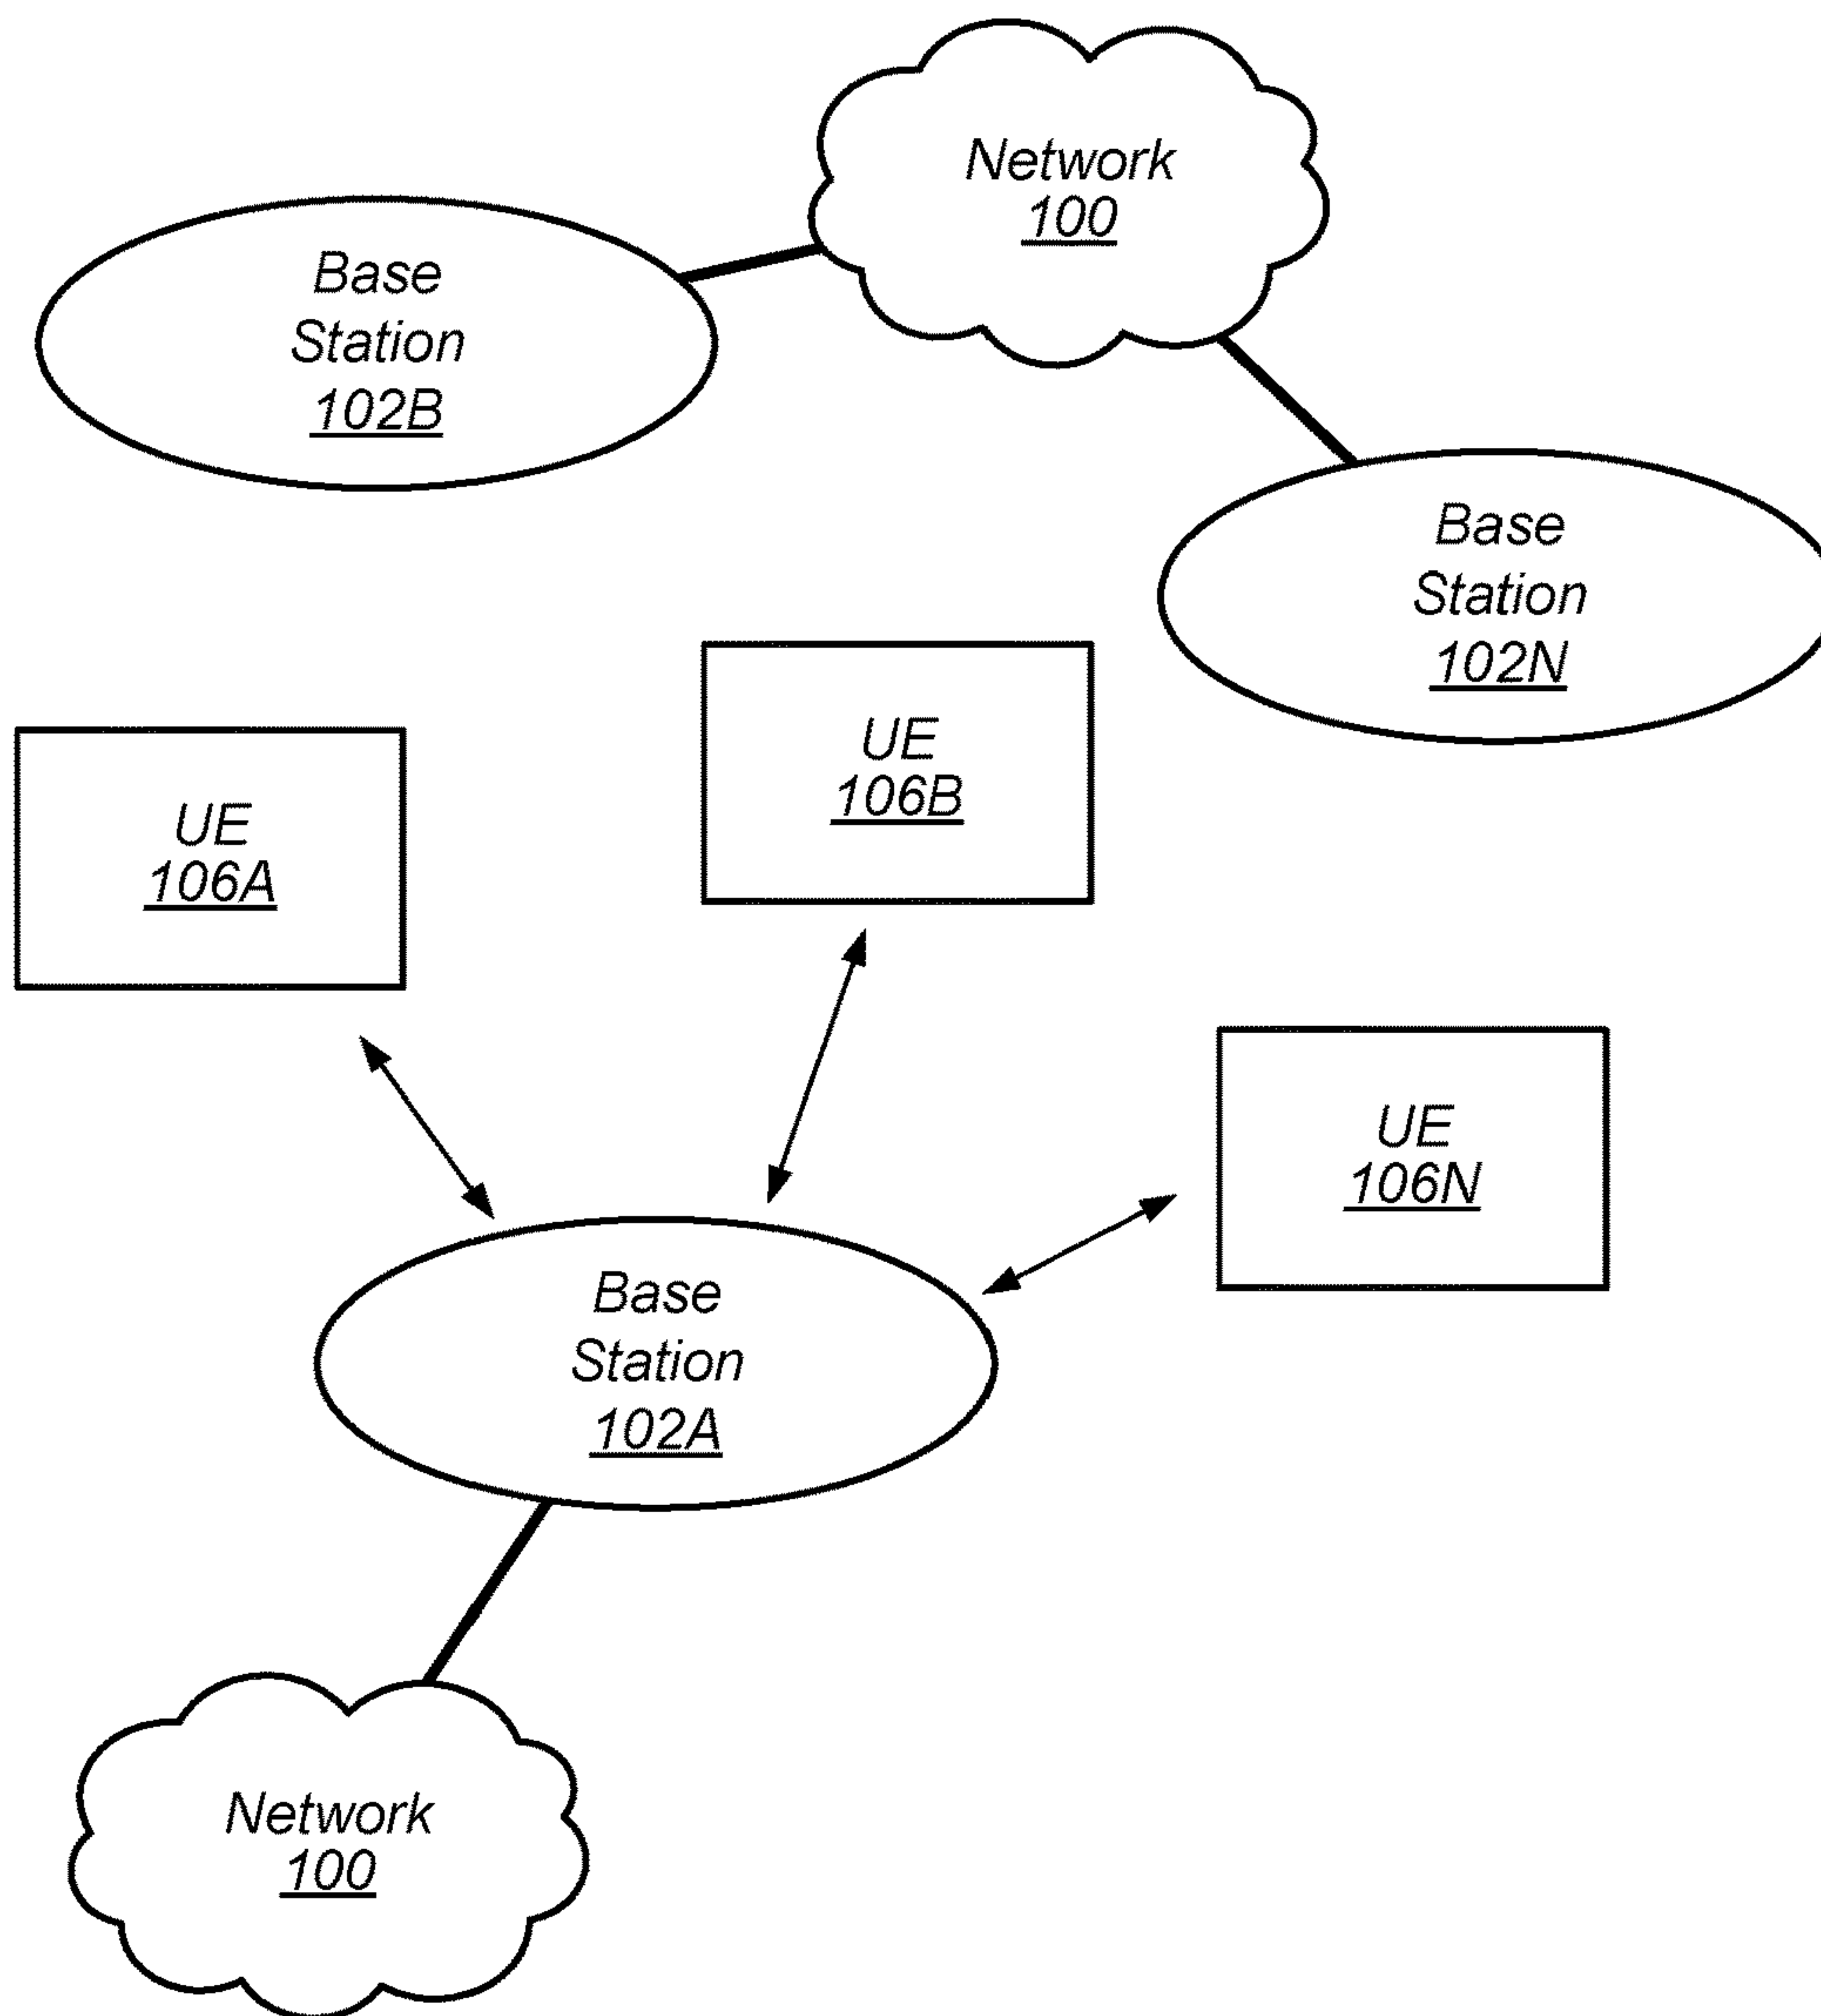 Network
100
Base
Station
102B
Base
Station
102N
UE
106B
UE
106A
UE
106N
Base
Station
102A
Network
100